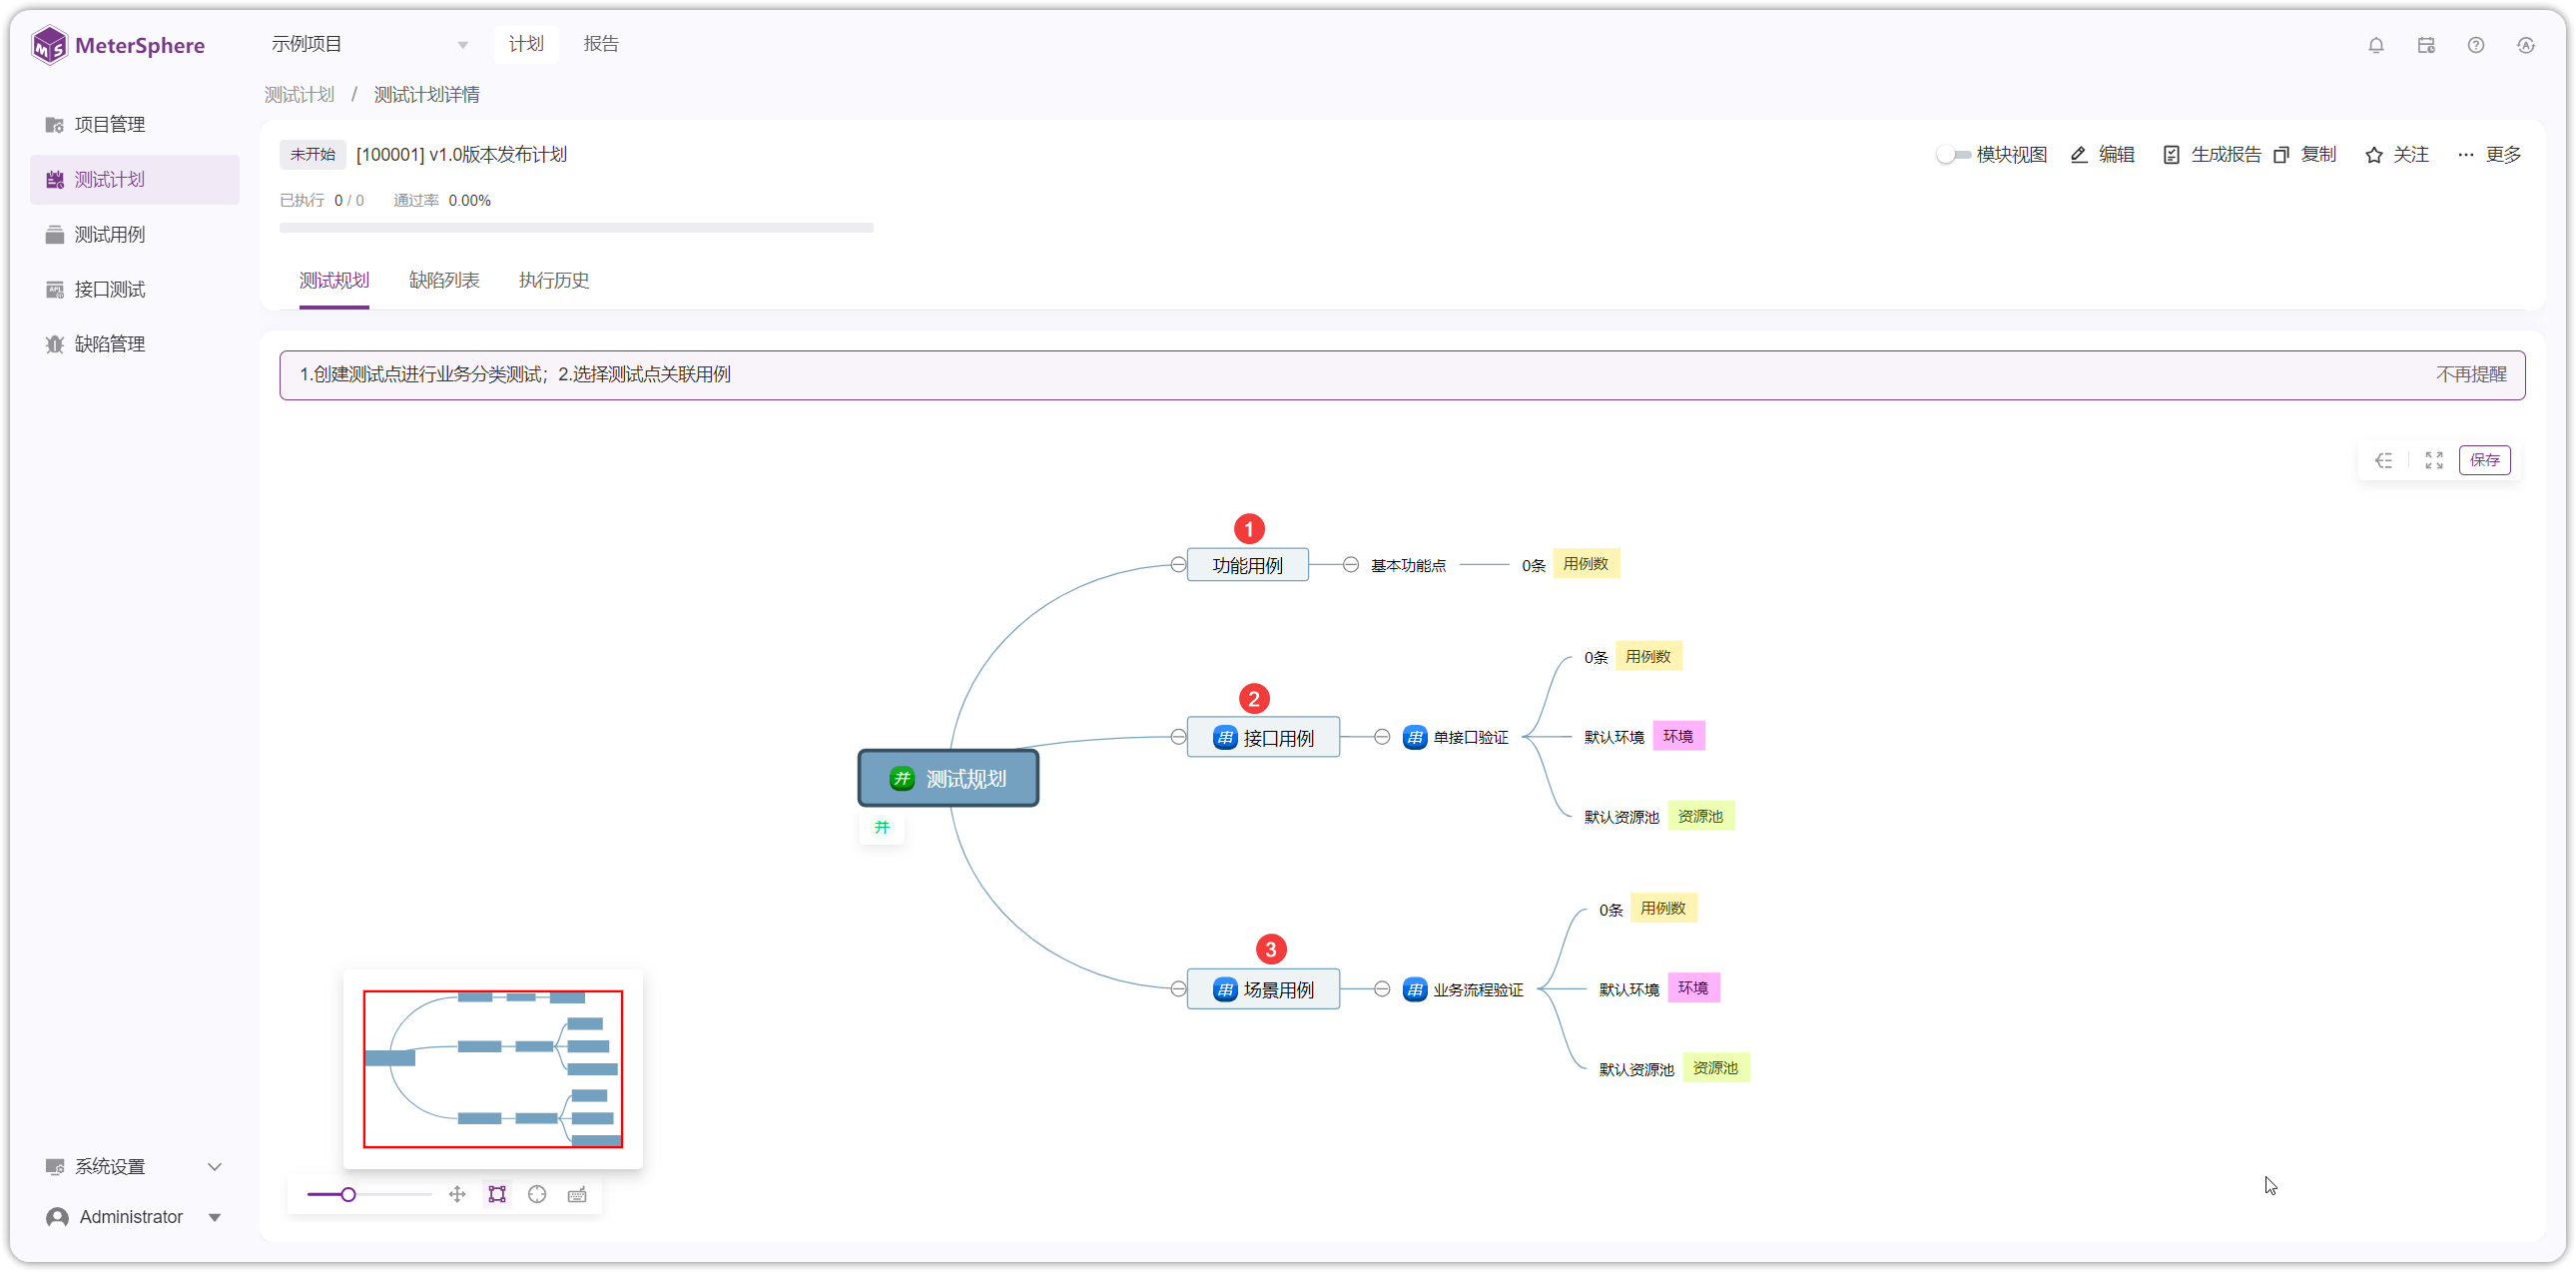 MeterSphere
示例项目
计划
报告
测试计划 / 测试计划详情
项目管理
测试计划
测试用例
接口测试
缺陷管理
未开始 [100001] v1.0版本发布计划
模块视图 编辑 生成报告 复制 关注 更多
已执行 0 / 0 通过率 0.00%
测试规划 缺陷列表 执行历史
1.创建测试点进行业务分类测试；2.选择测试点关联用例 不再提醒
保存
1
功能用例 基本功能点 0条 用例数
0条 用例数
2
串 接口用例 串 单接口验证 默认环境 环境
并 测试规划
并
默认资源池 资源池
0条 用例数
3
串 场景用例 串 业务流程验证 默认环境 环境
默认资源池 资源池
系统设置
Administrator